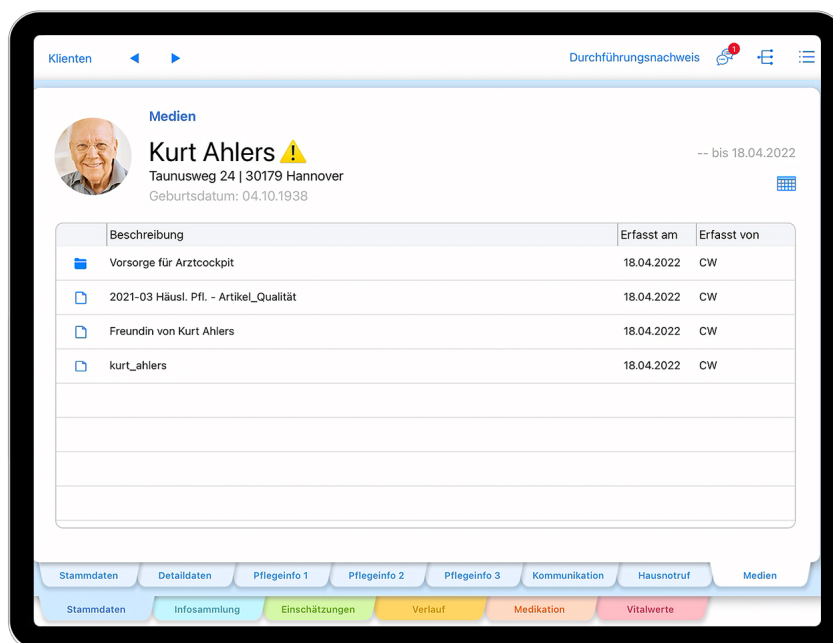 Klienten
Durchführungsnachweis
1
Medien
Kurt Ahlers
-- bis 18.04.2022
Taunusweg 24 | 30179 Hannover
Geburtsdatum: 04.10.1938
Beschreibung Erfasst am Erfasst von
Vorsorge für Arztcockpit 18.04.2022 CW
2021-03 Häusl. Pfl. - Artikel_Qualität 18.04.2022 CW
Freundin von Kurt Ahlers 18.04.2022 CW
kurt_ahlers 18.04.2022 CW
Stammdaten Detaildaten Pflegeinfo 1 Pflegeinfo 2 Pflegeinfo 3 Kommunikation Hausnotruf Medien
Stammdaten Infosammlung Einschätzungen Verlauf Medikation Vitalwerte